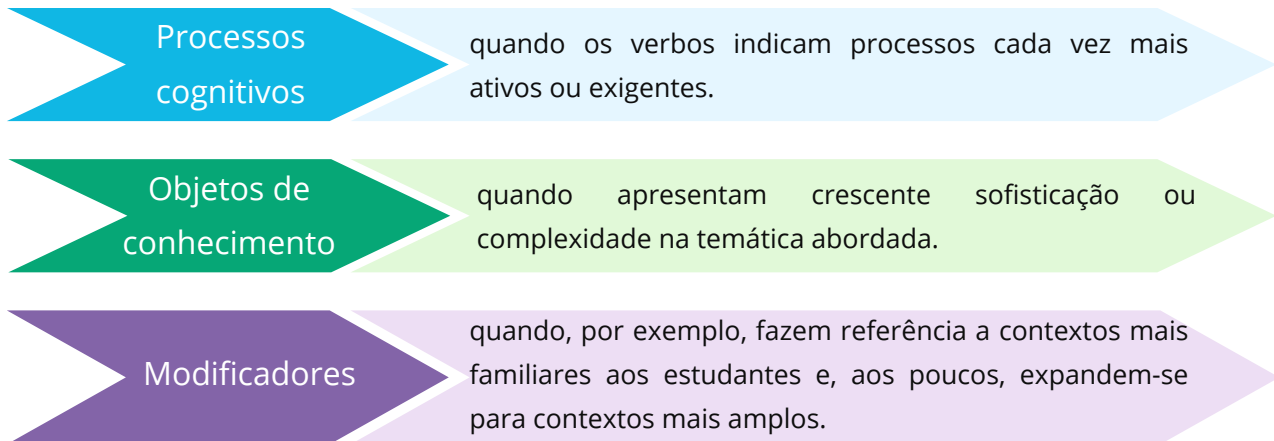 Processos
cognitivos
quando os verbos indicam processos cada vez mais
ativos ou exigentes.
Objetos de
conhecimento
quando apresentam crescente sofisticação ou
complexidade na temática abordada.
Modificadores
quando, por exemplo, fazem referência a contextos mais
familiares aos estudantes e, aos poucos, expandem-se
para contextos mais amplos.